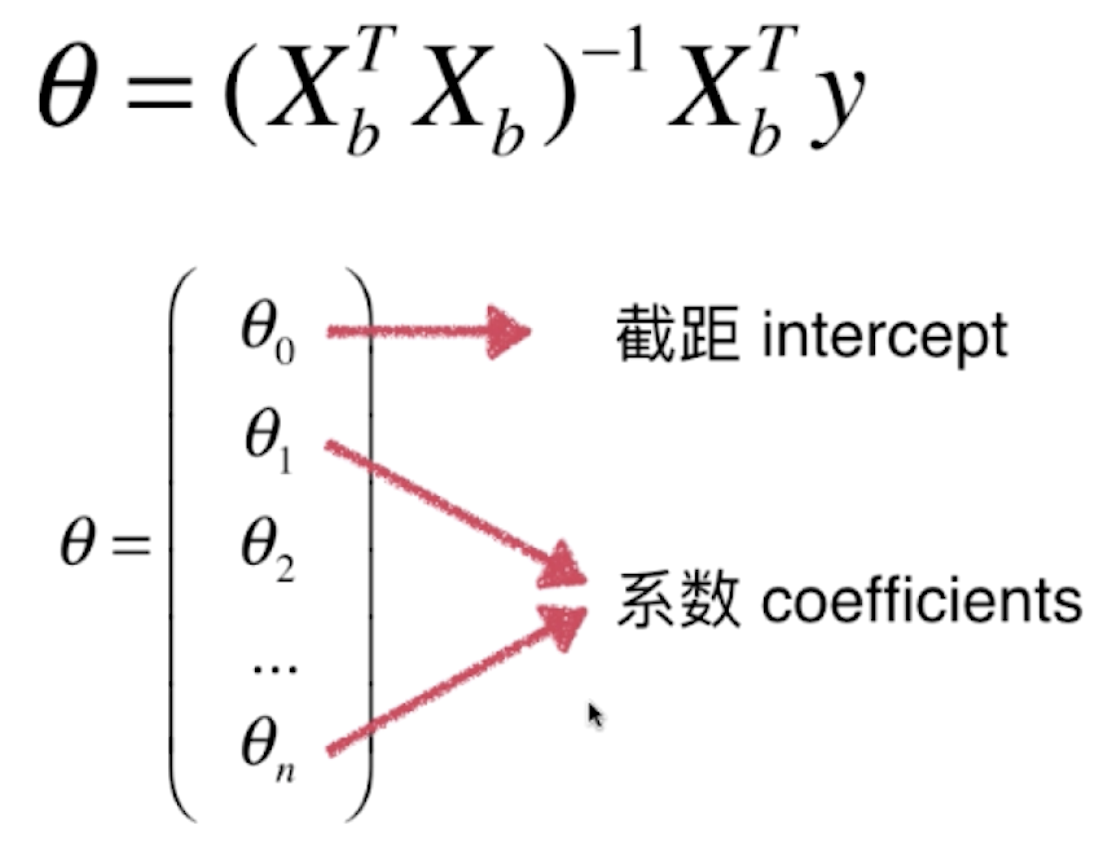 θ = (X_b^T X_b)^{-1} X_b^T y
θ_0 截距 intercept
θ_1
θ = θ_2
系数 coefficients
...
θ_n